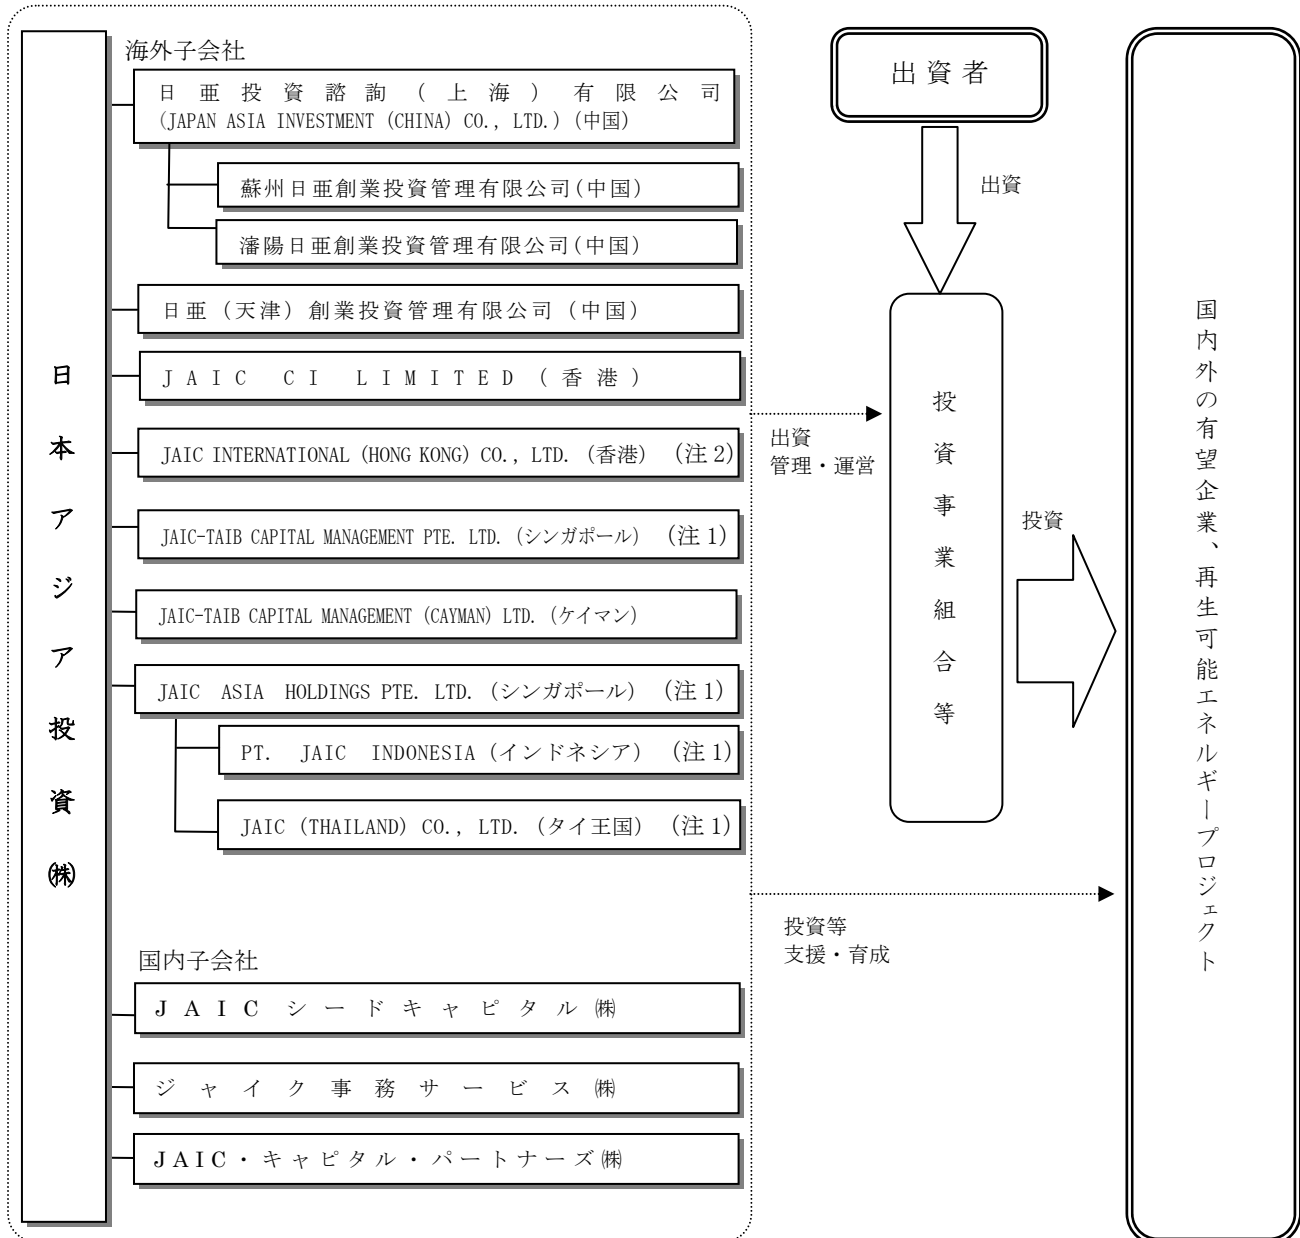 日本アジア投資㈱
海外子会社
日亜投資諮詢（上海）有限公司
(JAPAN ASIA INVESTMENT (CHINA) CO., LTD.)(中国)
蘇州日亜創業投資管理有限公司(中国)
瀋陽日亜創業投資管理有限公司(中国)
日亜（天津）創業投資管理有限公司（中国）
JAIC CI LIMITED（香港）
JAIC INTERNATIONAL (HONG KONG) CO., LTD.（香港）（注2）
JAIC-TAIB CAPITAL MANAGEMENT PTE. LTD.（シンガポール）（注1）
JAIC-TAIB CAPITAL MANAGEMENT (CAYMAN) LTD.（ケイマン）
JAIC ASIA HOLDINGS PTE. LTD.（シンガポール）（注1）
PT. JAIC INDONESIA（インドネシア）（注1）
JAIC (THAILAND) CO., LTD.（タイ王国）（注1）
国内子会社
JAICシードキャピタル㈱
ジャイク事務サービス㈱
JAIC・キャピタル・パートナーズ㈱
出資者
出資
出資
管理・運営
投資事業組合等
投資
投資等
支援・育成
国内外の有望企業、再生可能エネルギープロジェクト